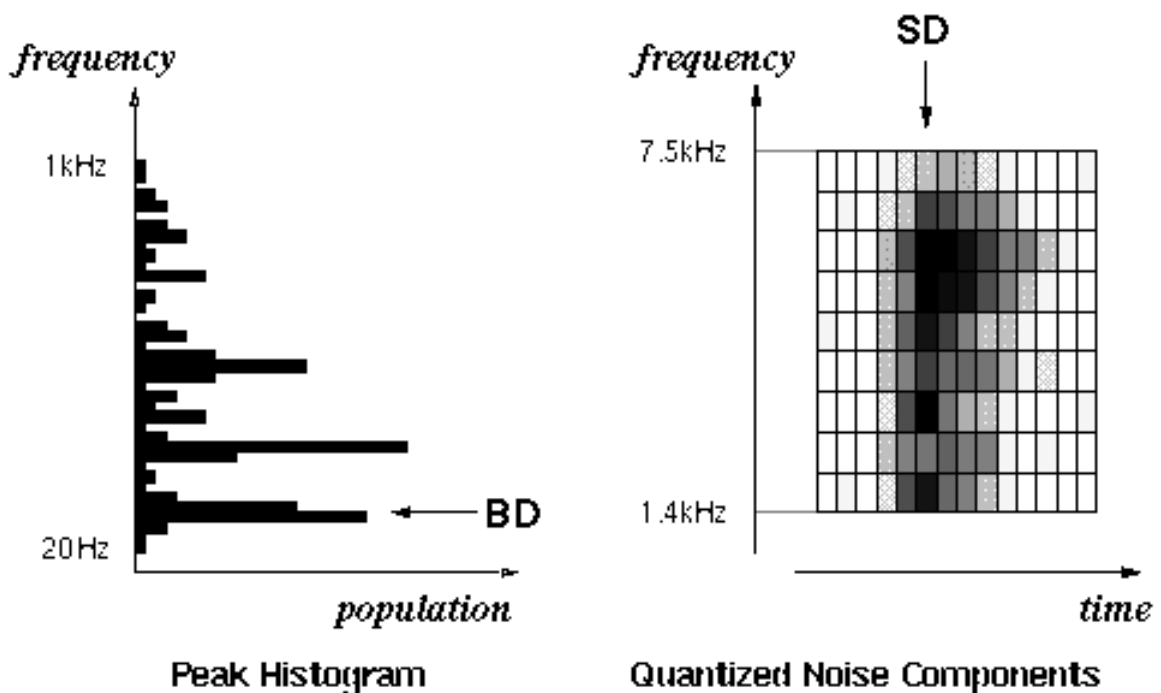 frequency
1kHz
20Hz
BD
population
Peak Histogram
SD
frequency
7.5kHz
1.4kHz
time
Quantized Noise Components